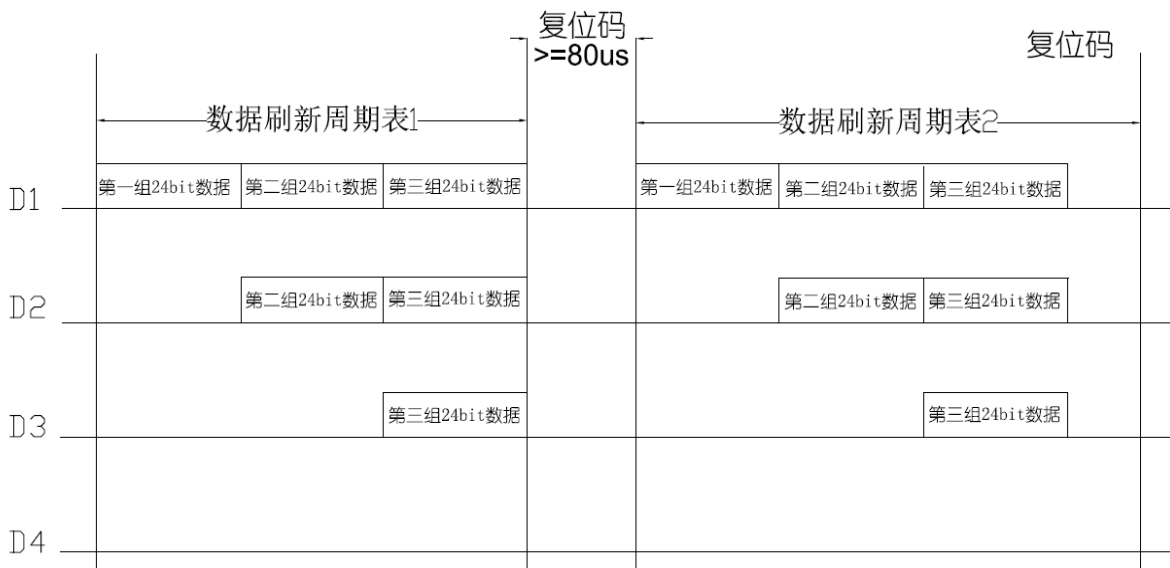 复位码
>=80us
复位码
数据刷新周期表1
数据刷新周期表2
D1
第一组24bit数据
第二组24bit数据
第三组24bit数据
第一组24bit数据
第二组24bit数据
第三组24bit数据
D2
第二组24bit数据
第三组24bit数据
第二组24bit数据
第三组24bit数据
D3
第三组24bit数据
第三组24bit数据
D4